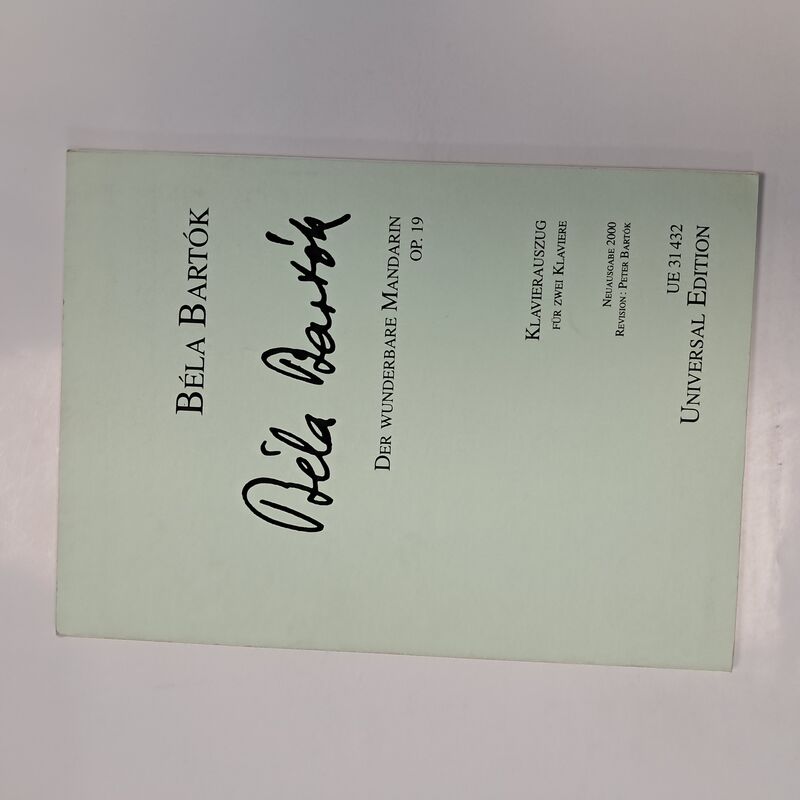 BÉLA BARTÓK
Béla Bartók
DER WUNDERBARE MANDARIN
OP. 19
KLAVIERAUSZUG
FÜR ZWEI KLAVIERE
NEUAUSGABE 2000
REVISION: PETER BARTÓK
UE 31 432
UNIVERSAL EDITION